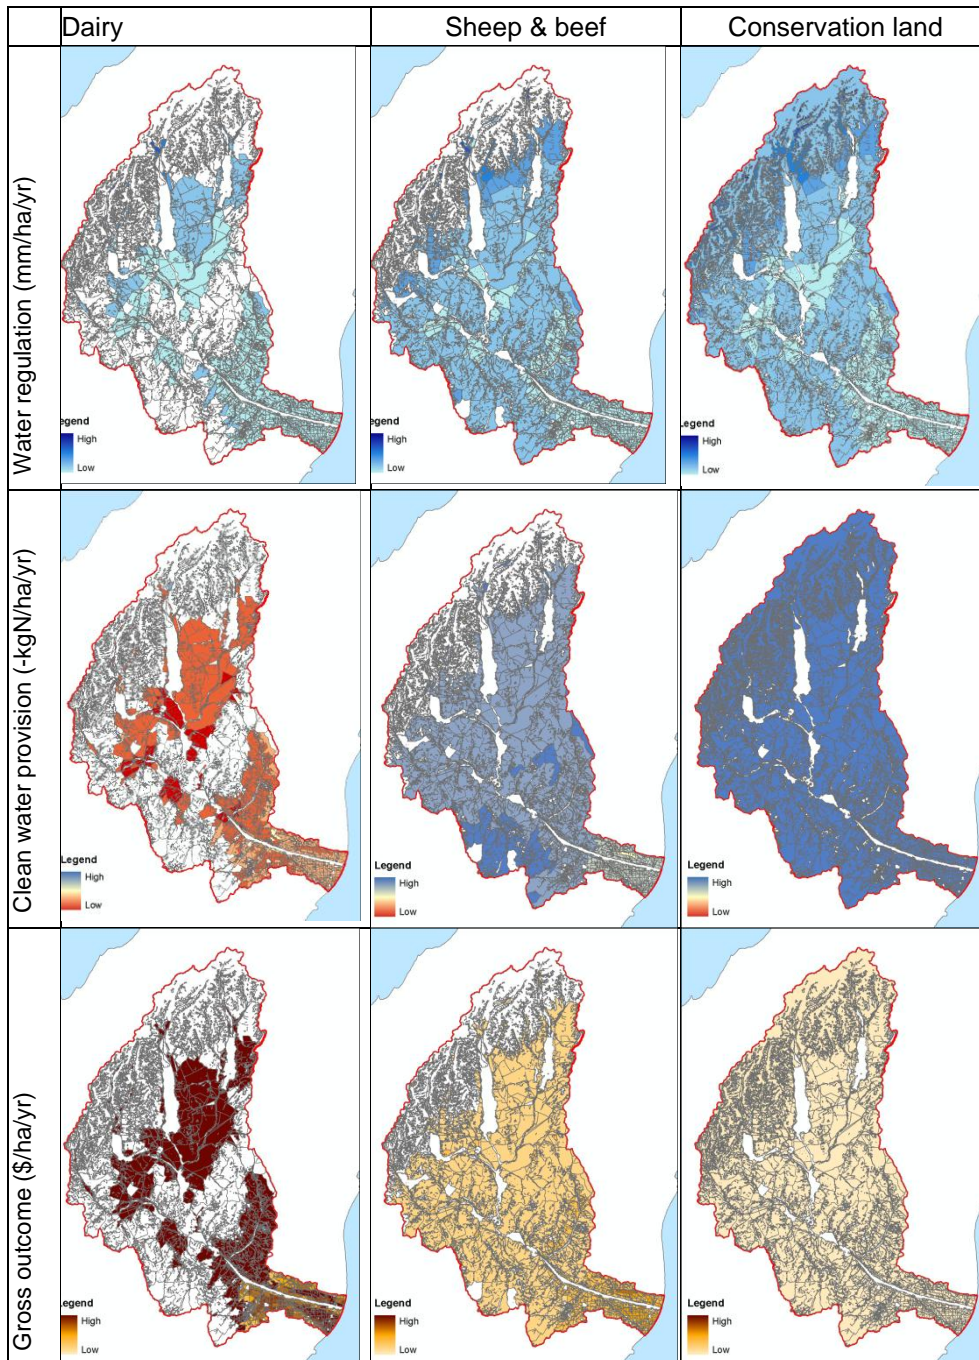 Dairy
Sheep & beef
Conservation land
Water regulation (mm/ha/yr)
egend
High
Low
egend
High
Low
Legend
High
Low
Clean water provision (-kgN/ha/yr)
Legend
High
Low
Legend
High
Low
Legend
High
Low
Gross outcome ($/ha/yr)
egend
High
Low
Legend
High
Low
Legend
High
Low